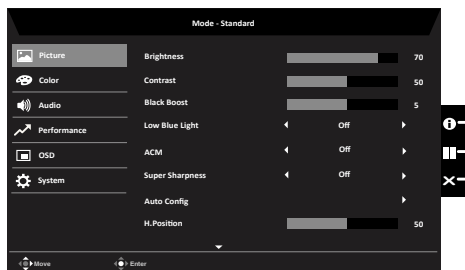 Mode - Standard
Picture
Color
Audio
Performance
OSD
System
Brightness 70
Contrast 50
Black Boost 5
Low Blue Light Off
ACM Off
Super Sharpness Off
Auto Config
H.Position 50
Move Enter